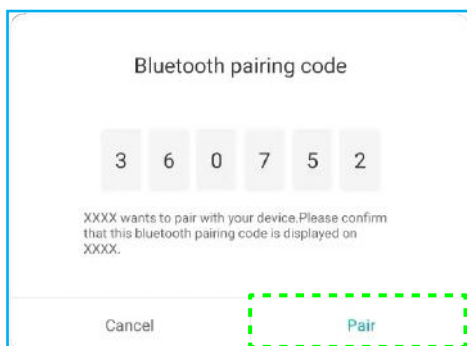 Bluetooth pairing code
3 6 0 7 5 2
XXXX wants to pair with your device.Please confirm
that this bluetooth pairing code is displayed on
XXXX.
Cancel Pair